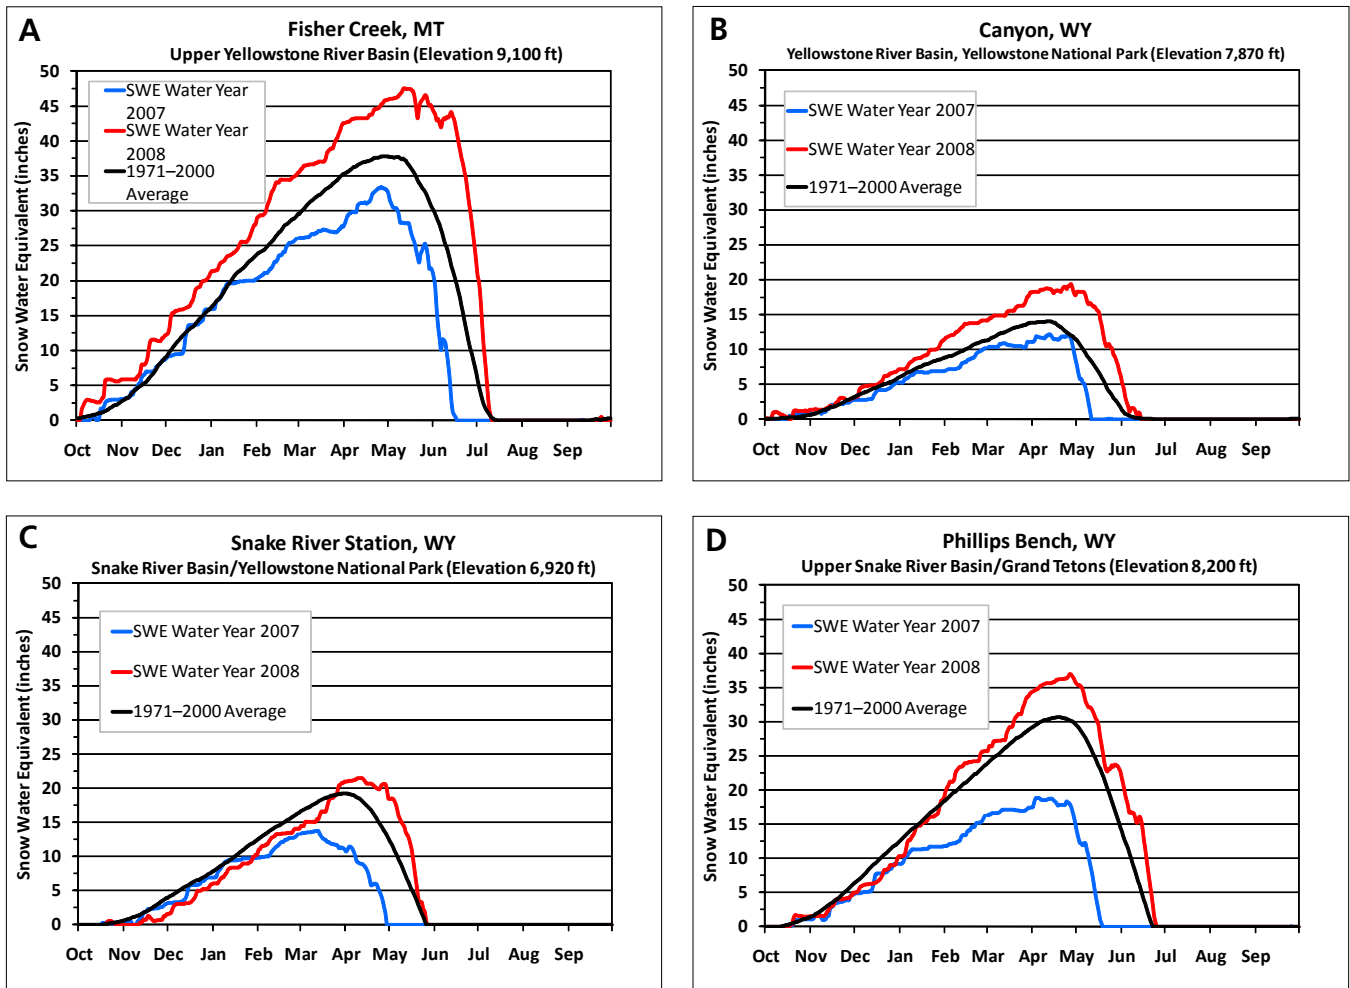 A
Fisher Creek, MT
Upper Yellowstone River Basin (Elevation 9,100 ft)
Snow Water Equivalent (inches)
50
45
40
35
30
25
20
15
10
5
0
SWE Water Year
2007
SWE Water Year
2008
1971–2000
Average
Oct Nov Dec Jan Feb Mar Apr May Jun Jul Aug Sep
B
Canyon, WY
Yellowstone River Basin, Yellowstone National Park (Elevation 7,870 ft)
Snow Water Equivalent (inches)
50
45
40
35
30
25
20
15
10
5
0
SWE Water Year 2007
SWE Water Year 2008
1971–2000 Average
Oct Nov Dec Jan Feb Mar Apr May Jun Jul Aug Sep
C
Snake River Station, WY
Snake River Basin/Yellowstone National Park (Elevation 6,920 ft)
Snow Water Equivalent (inches)
50
45
40
35
30
25
20
15
10
5
0
SWE Water Year 2007
SWE Water Year 2008
1971–2000 Average
Oct Nov Dec Jan Feb Mar Apr May Jun Jul Aug Sep
D
Phillips Bench, WY
Upper Snake River Basin/Grand Tetons (Elevation 8,200 ft)
Snow Water Equivalent (inches)
50
45
40
35
30
25
20
15
10
5
0
SWE Water Year 2007
SWE Water Year 2008
1971–2000 Average
Oct Nov Dec Jan Feb Mar Apr May Jun Jul Aug Sep